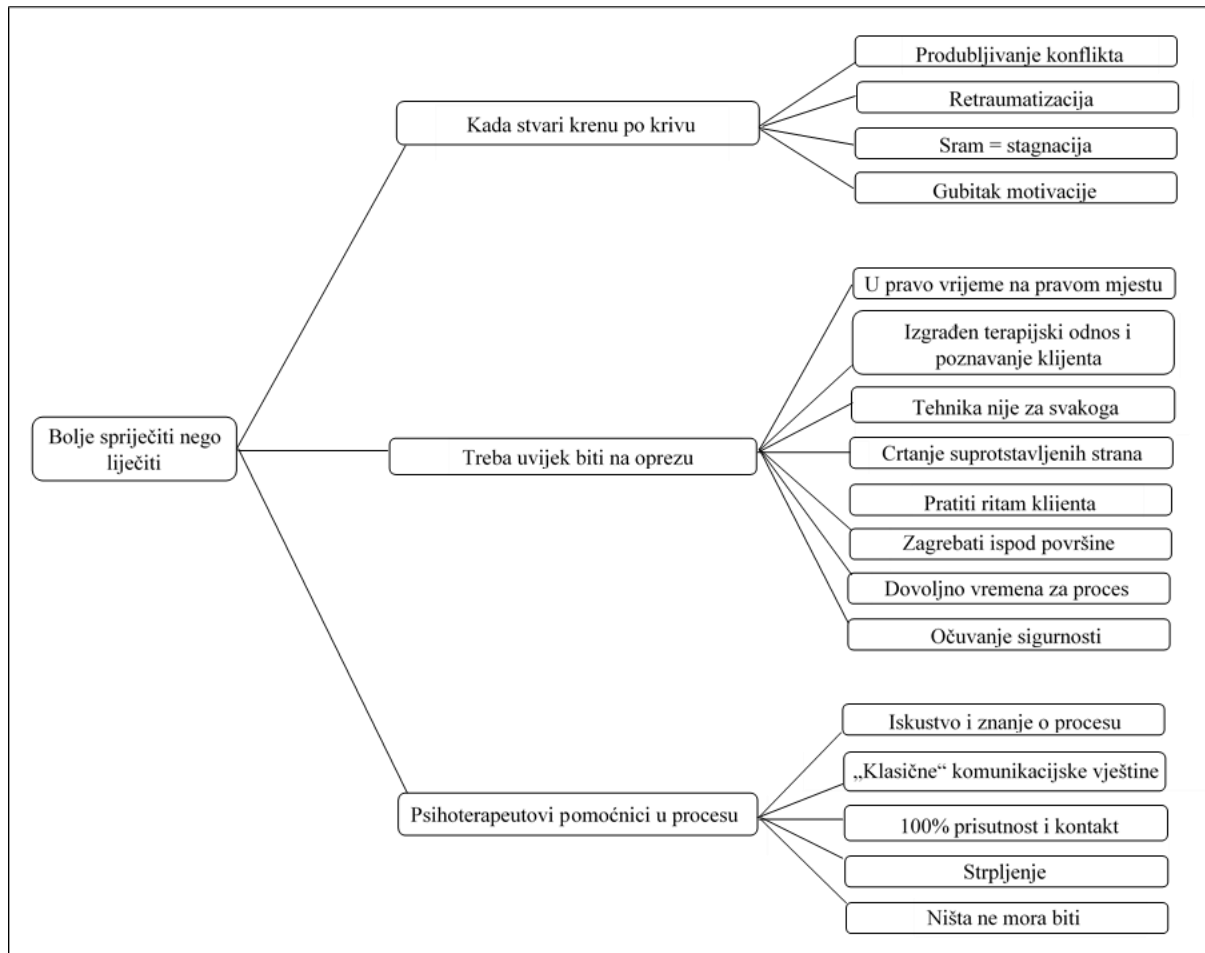 Bolje spriječiti nego
liječiti
Kada stvari krenu po krivu
Produbljivanje konflikta
Retraumatizacija
Sram = stagnacija
Gubitak motivacije
Treba uvijek biti na oprezu
U pravo vrijeme na pravom mjestu
Izgrađen terapijski odnos i
poznavanje klijenta
Tehnika nije za svakoga
Crtanje suprotstavljenih strana
Pratiti ritam klijenta
Zagrebati ispod površine
Dovoljno vremena za proces
Očuvanje sigurnosti
Psihoterapeutovi pomoćnici u procesu
Iskustvo i znanje o procesu
„Klasične“ komunikacijske vještine
100% prisutnost i kontakt
Strpljenje
Ništa ne mora biti